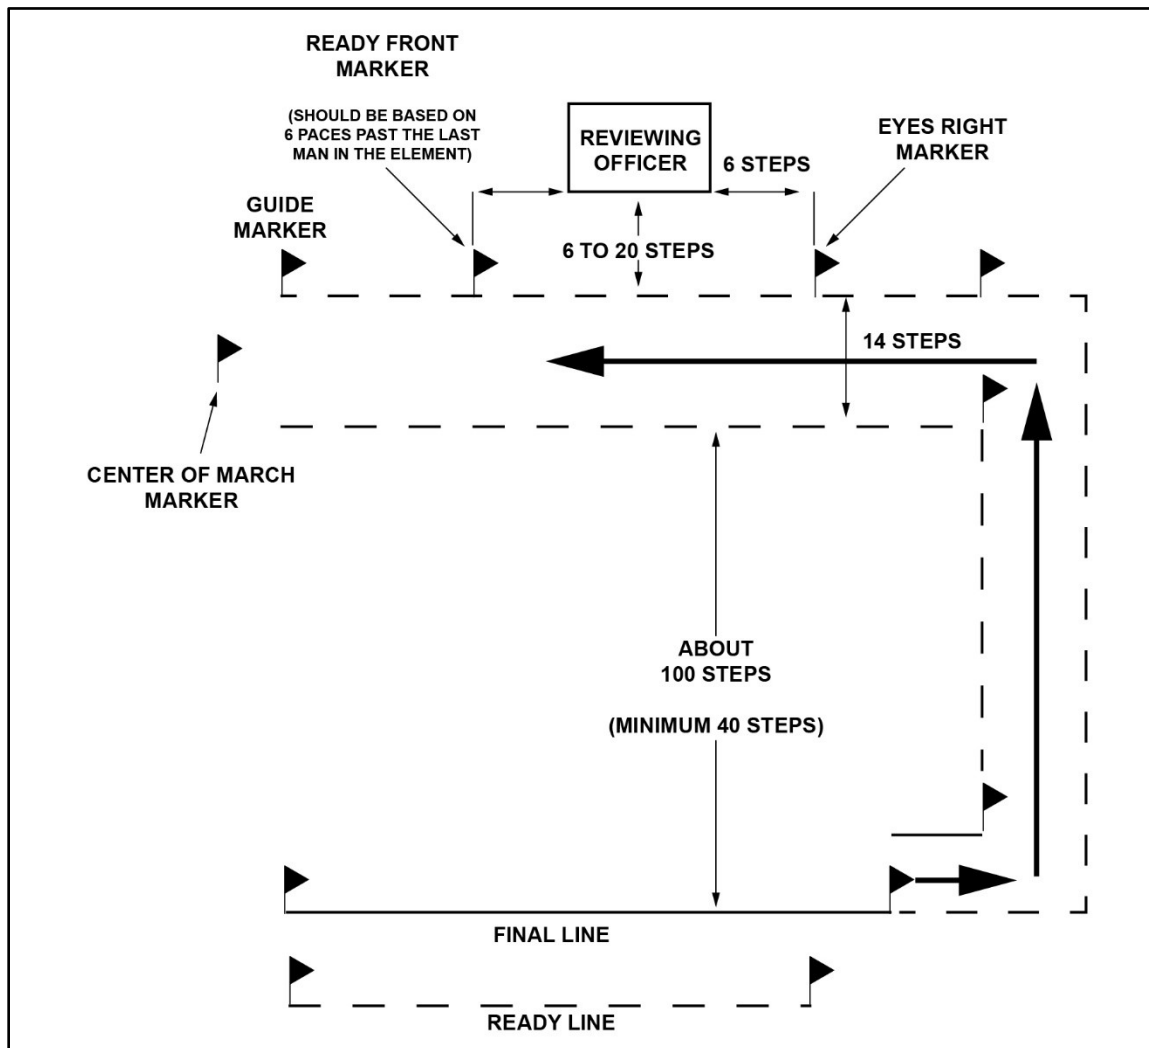 READY FRONT
MARKER
(SHOULD BE BASED ON
6 PACES PAST THE LAST
MAN IN THE ELEMENT)
REVIEWING
OFFICER
6 STEPS
EYES RIGHT
MARKER
GUIDE
MARKER
6 TO 20 STEPS
14 STEPS
CENTER OF MARCH
MARKER
ABOUT
100 STEPS
(MINIMUM 40 STEPS)
FINAL LINE
READY LINE